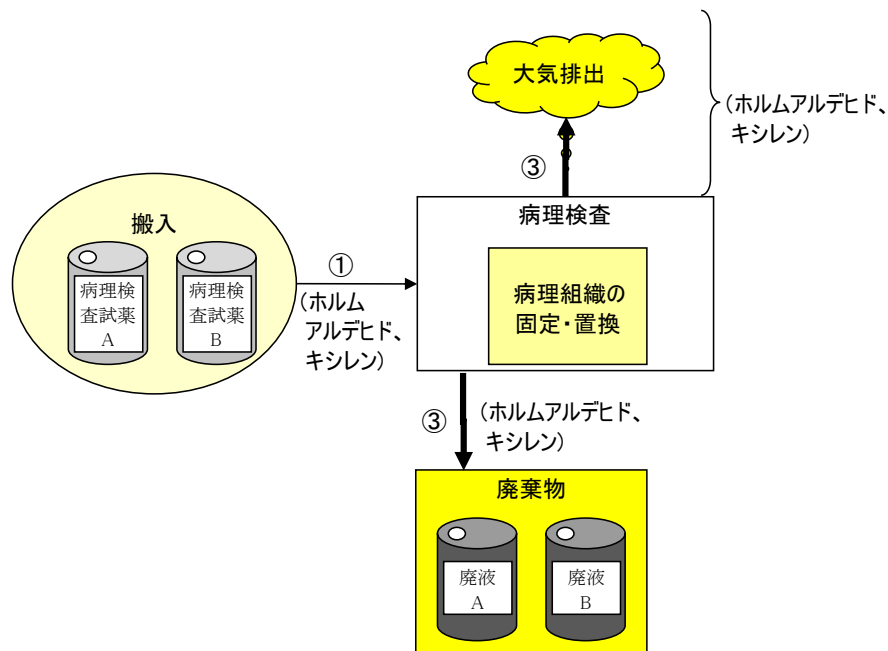 大気排出
(ホルムアルデヒド、
キシレン)
③
病理検査
搬入
病理検
査試薬
A
病理検
査試薬
B
①
(ホルム
アルデヒド、
キシレン)
病理組織の
固定・置換
③
(ホルムアルデヒド、
キシレン)
廃棄物
廃液
A
廃液
B